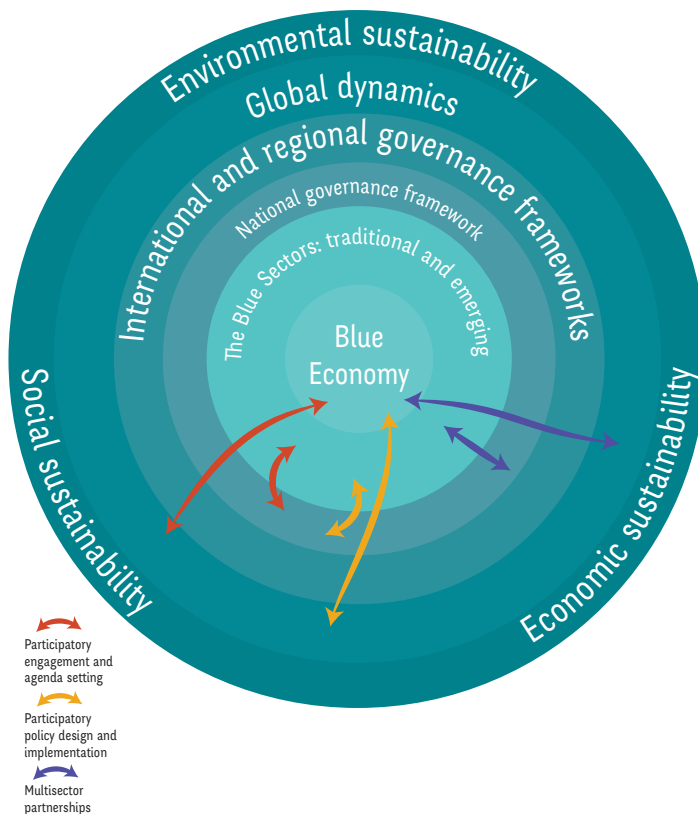 Environmental sustainability
Global dynamics
International and regional governance frameworks
National governance framework
The Blue Sectors: traditional and emerging
Blue
Economy
Social sustainability
Economic sustainability
Participatory
engagement and
agenda setting
Participatory
policy design and
implementation
Multisector
partnerships